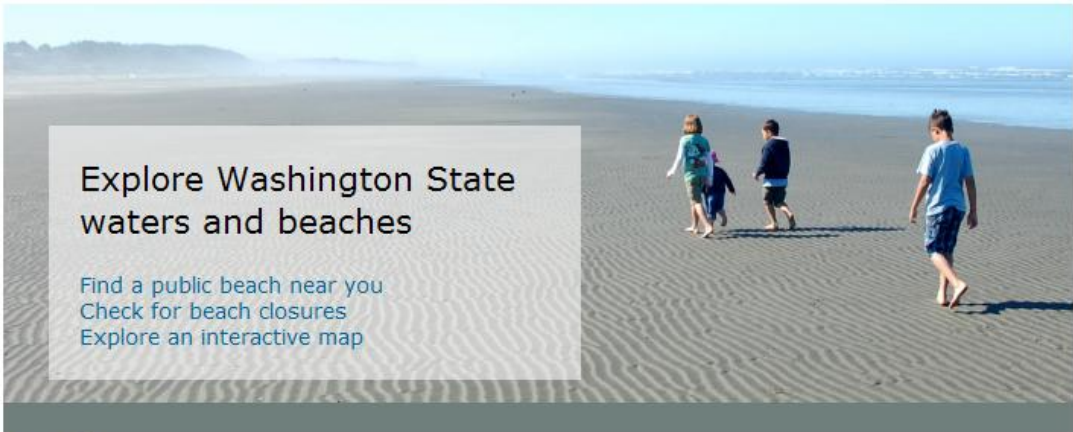 Explore Washington State
waters and beaches
Find a public beach near you
Check for beach closures
Explore an interactive map